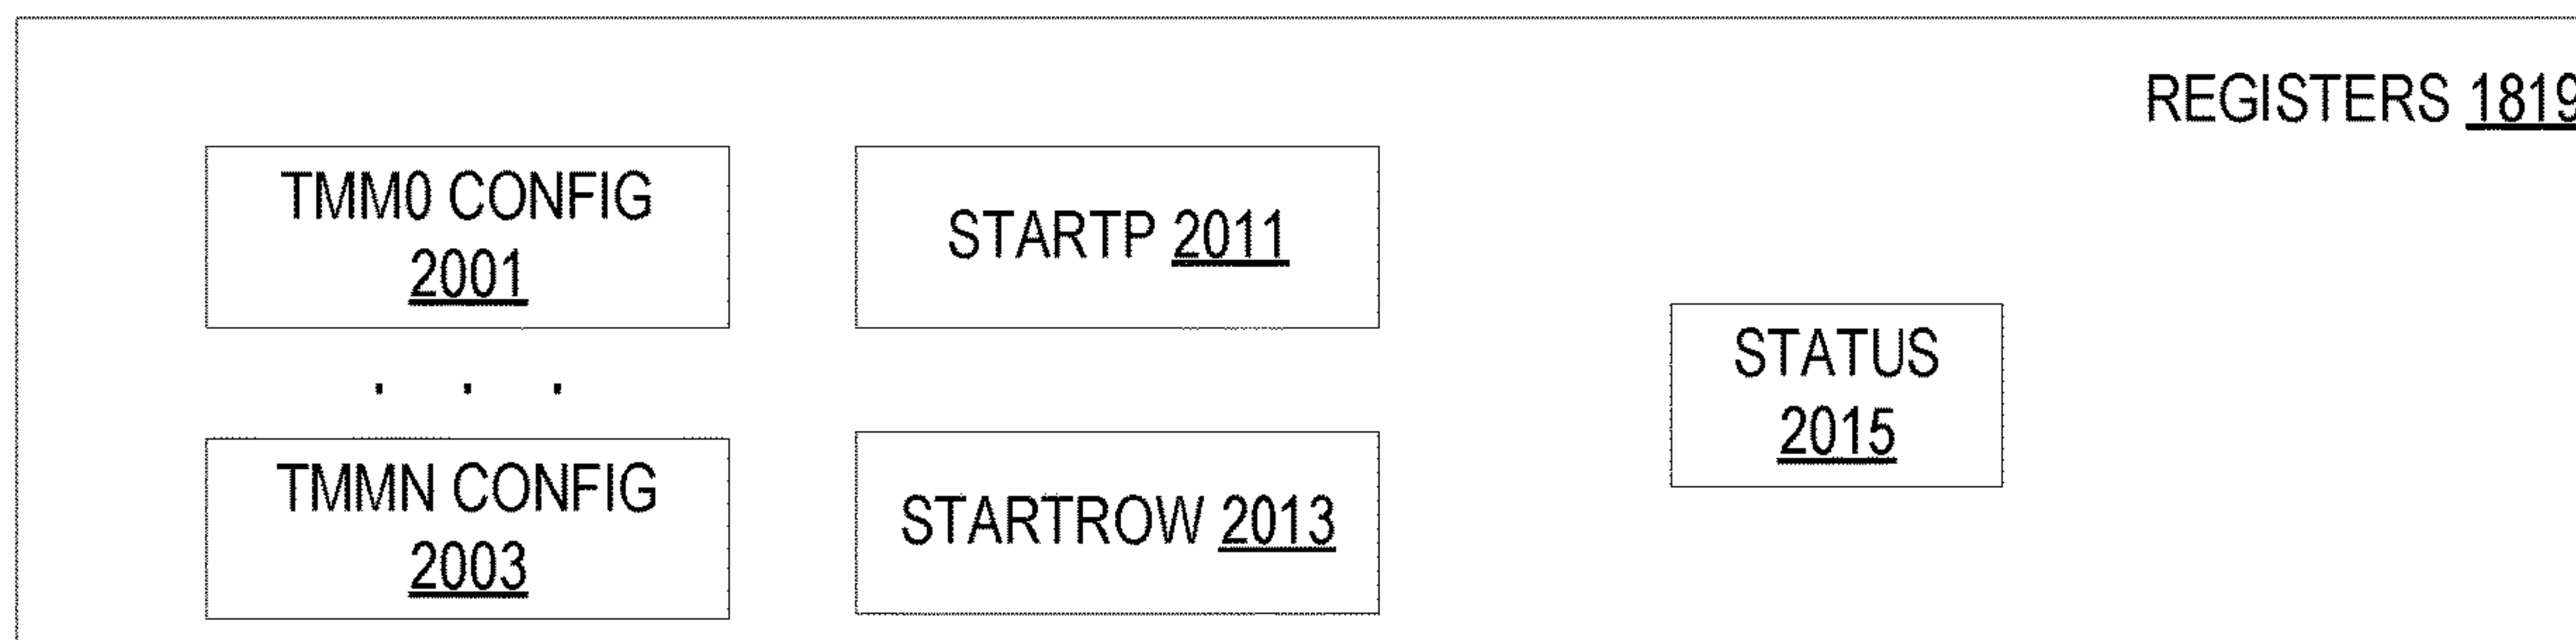 REGISTERS 1819
TMM0 CONFIG
2001
STARTP 2011
. . .
STATUS
2015
TMMN CONFIG
2003
STARTROW 2013